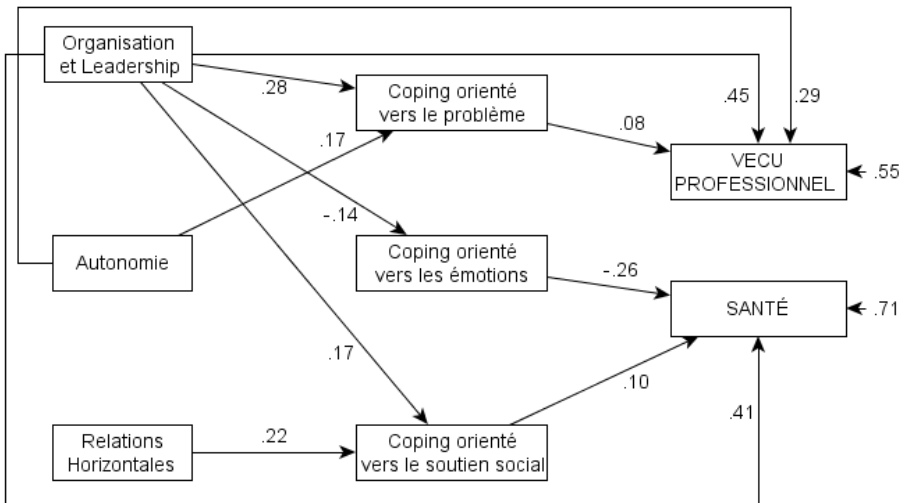 Organisation
et Leadership
.28
Coping orienté
vers le problème
.45
.29
.17
.08
VECU
PROFESSIONNEL
.55
-.14
Autonomie
Coping orienté
vers les émotions
-.26
SANTÉ
.71
.17
.10
.41
Relations
Horizontales
.22
Coping orienté
vers le soutien social